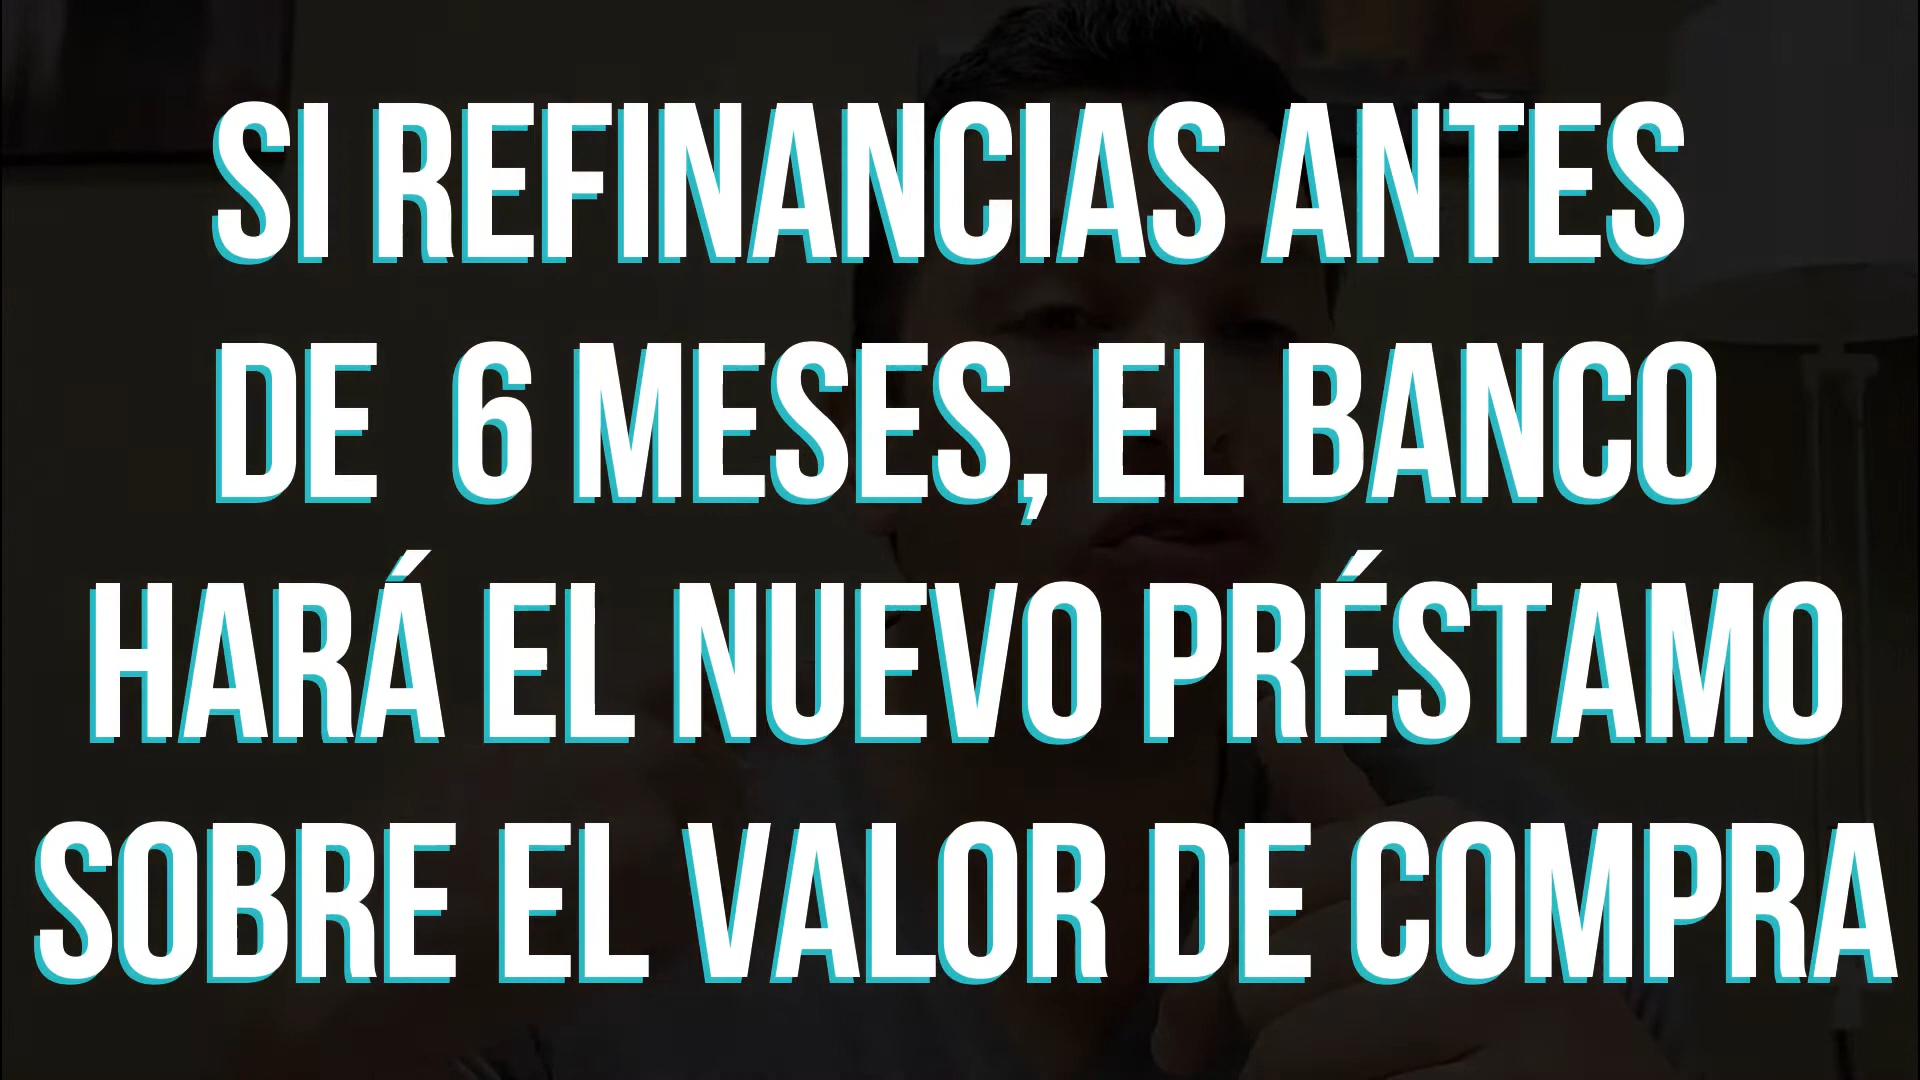 SI REFINANCIAS ANTES
DE 6 MESES, EL BANCO
HARÁ EL NUEVO PRÉSTAMO
SOBRE EL VALOR DE COMPRA